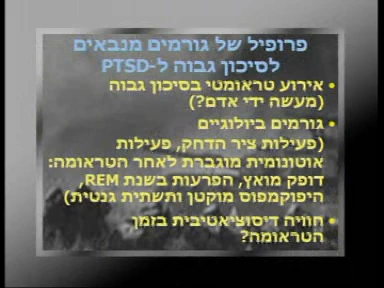 פרופיל של גורמים מנבאים
לסיכון גבוה ל-PTSD
• אירוע טראומטי בסיכון גבוה
(מעשה ידי אדם?)
• גורמים ביולוגיים
(פעילות ציר הדחק, פעילות
אוטונומית מוגברת לאחר הטראומה:
דופק מואץ, הפרעות בשנת REM,
היפוקמפוס מוקטן ותשתית גנטית)
• חוויה דיסוציאטיבית בזמן
הטראומה?